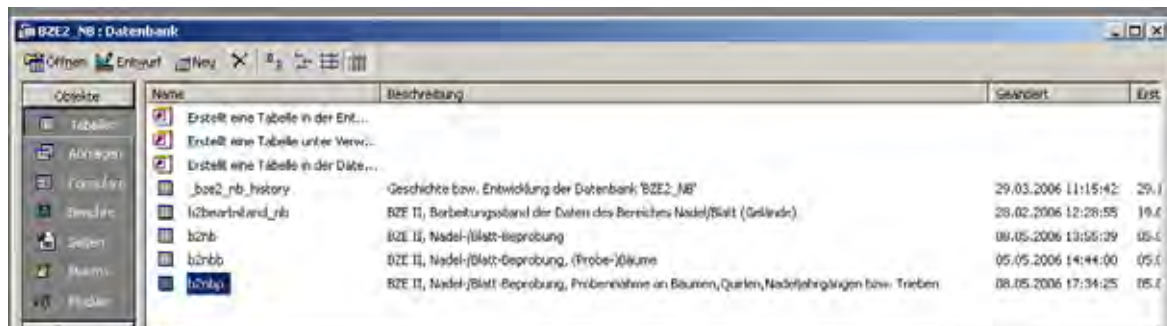 BZE2_NB : Datenbank
Öffnen Entwurf Neu
Objekte Name Beschreibung Geändert Erst
Tabellen Erstellt eine Tabelle in der Ent...
Abfragen Erstellt eine Tabelle unter Verw...
Formulare Erstellt eine Tabelle in der Date...
_bze2_nb_history Geschichte bzw. Entwicklung der Datenbank 'BZE2_NB' 29.03.2006 11:15:42 29.1
Berichte b2bearbstand_nb BZE II, Bearbeitungsstand der Daten des Bereiches Nadel/Blatt (Gelände) 28.02.2006 12:28:55
Seiten b2nb BZE II, Nadel-/Blatt-Beprobung 08.05.2006 13:55:39
b2nbb BZE II, Nadel-/Blatt-Beprobung, (Probe-)Bäume 05.05.2006 14:44:00
Module b2nbp BZE II, Nadel-/Blatt-Beprobung, Probennahme an Bäumen,Quirlen,Nadeljahrgängen bzw. Trieben 08.05.2006 17:34:25